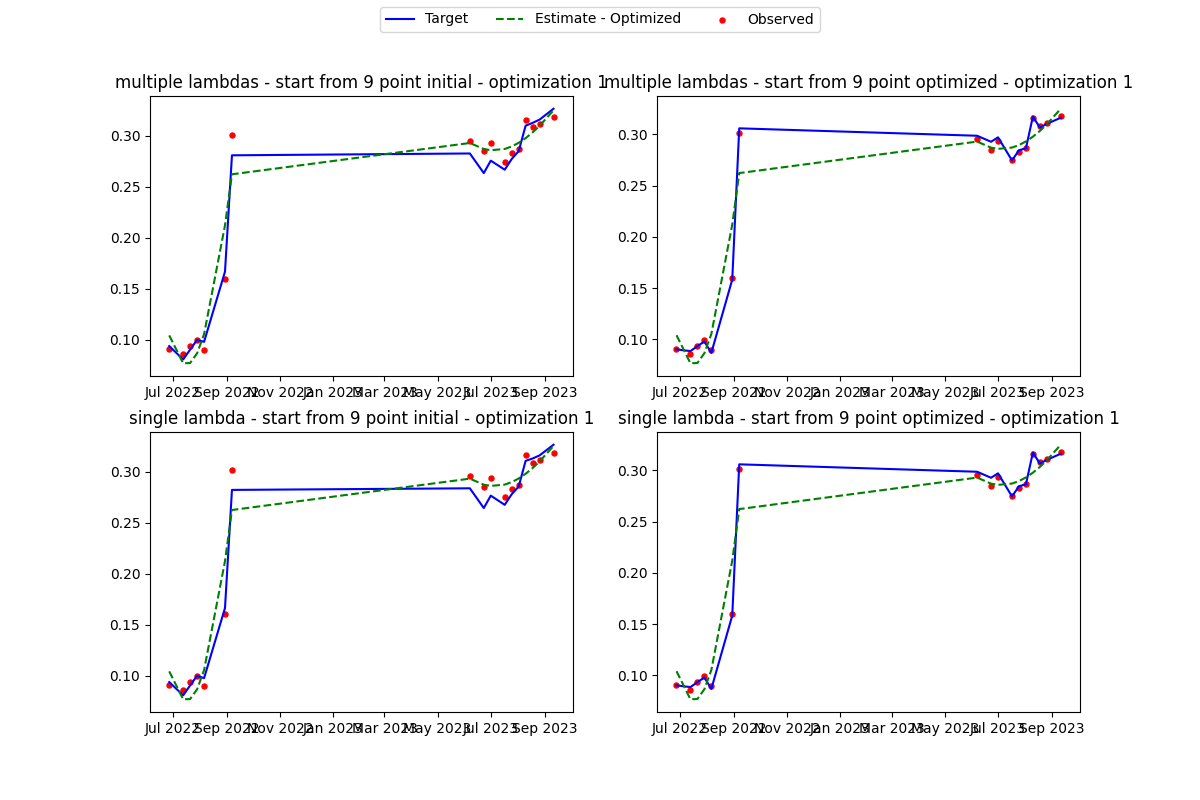 Target Estimate - Optimized Observed
multiple lambdas - start from 9 point initial - optimization 1
multiple lambdas - start from 9 point optimized - optimization 1
0.30
0.25
0.20
0.15
0.10
Jul 2022 Sep 2022 Nov 2022 Jan 2023 Mar 2023 May 2023 Jul 2023 Sep 2023
0.30
0.25
0.20
0.15
0.10
Jul 2022 Sep 2022 Nov 2022 Jan 2023 Mar 2023 May 2023 Jul 2023 Sep 2023
single lambda - start from 9 point initial - optimization 1
single lambda - start from 9 point optimized - optimization 1
0.30
0.25
0.20
0.15
0.10
Jul 2022 Sep 2022 Nov 2022 Jan 2023 Mar 2023 May 2023 Jul 2023 Sep 2023
0.30
0.25
0.20
0.15
0.10
Jul 2022 Sep 2022 Nov 2022 Jan 2023 Mar 2023 May 2023 Jul 2023 Sep 2023